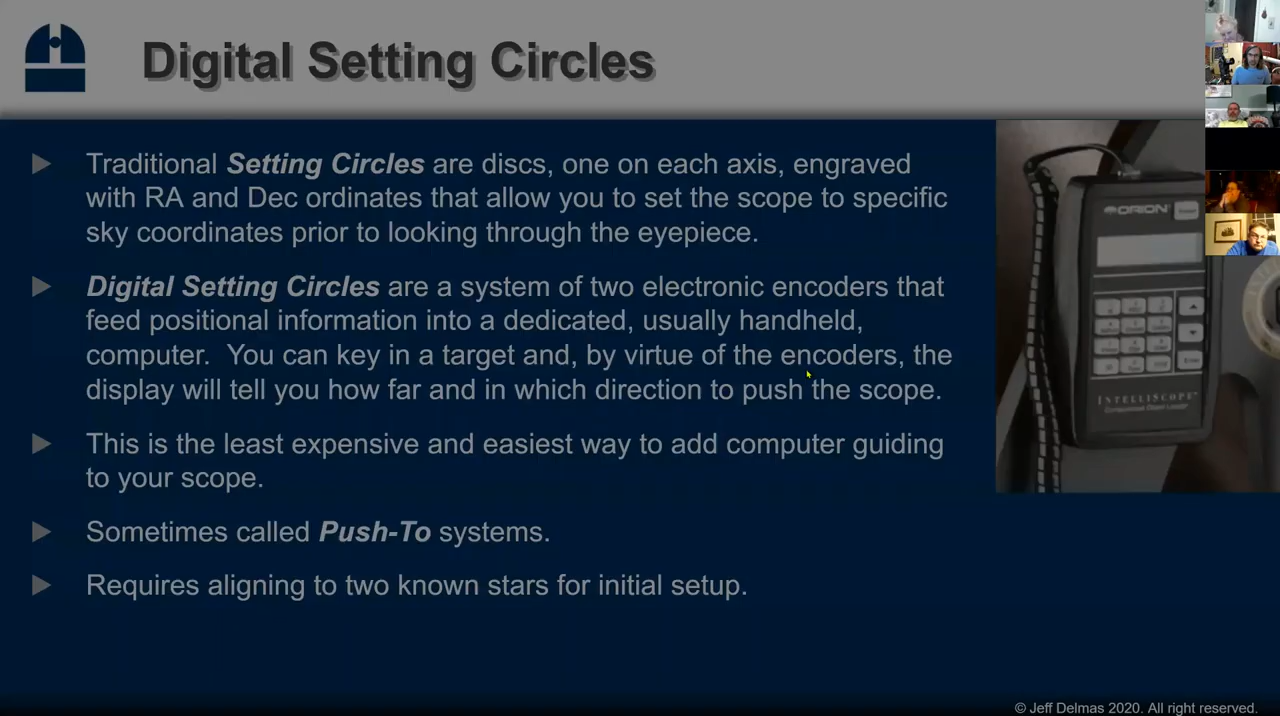 Digital Setting Circles
Traditional Setting Circles are discs, one on each axis, engraved
with RA and Dec ordinates that allow you to set the scope to specific
sky coordinates prior to looking through the eyepiece.
Digital Setting Circles are a system of two electronic encoders that
feed positional information into a dedicated, usually handheld,
computer. You can key in a target and, by virtue of the encoders, the
display will tell you how far and in which direction to push the scope.
This is the least expensive and easiest way to add computer guiding
to your scope.
Sometimes called Push-To systems.
Requires aligning to two known stars for initial setup.
ORION
INTELLISCOPE
Computerized Object Locator
© Jeff Delmas 2020. All right reserved.